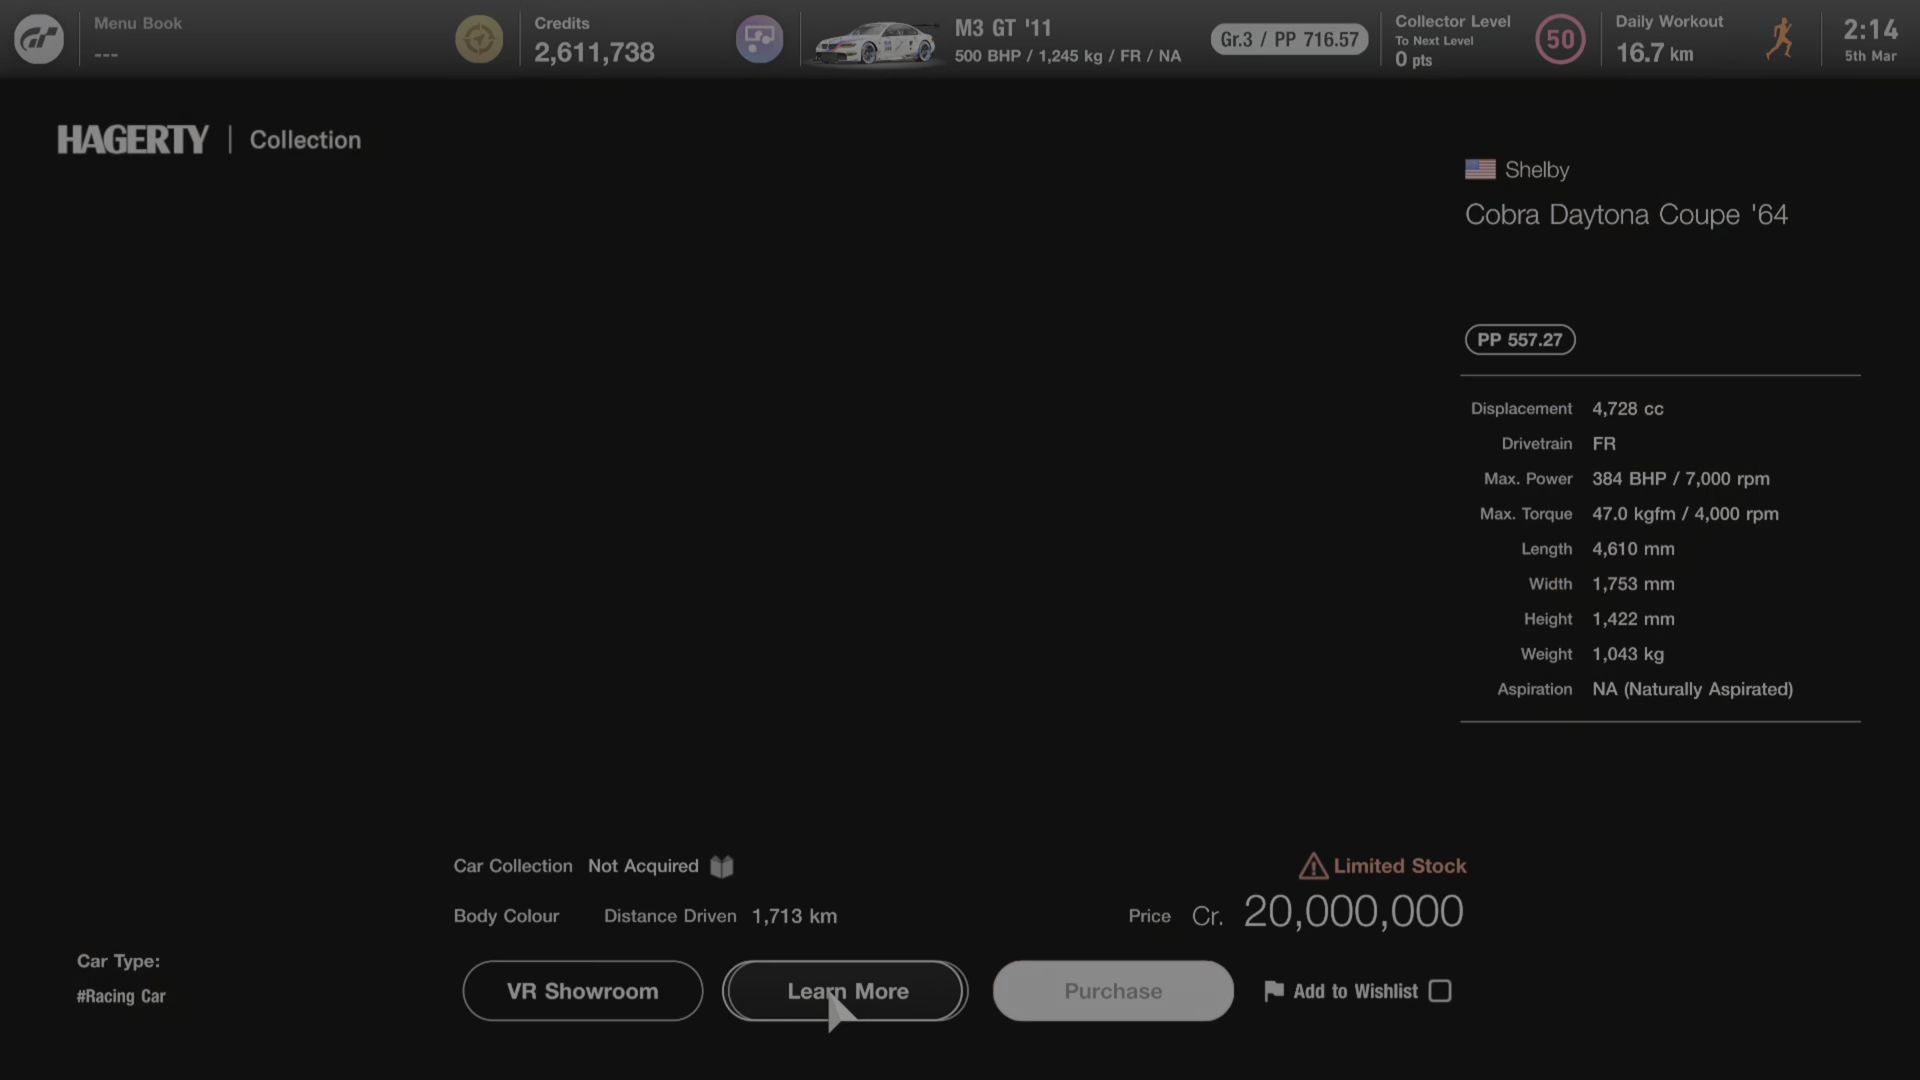 Menu Book
---
Credits
2,611,738
M3 GT '11
500 BHP / 1,245 kg / FR / NA
Gr.3 / PP 716.57
Collector Level
To Next Level
0 pts
50
Daily Workout
16.7 km
2:14
5th Mar
HAGERTY | Collection
Shelby
Cobra Daytona Coupe '64
PP 557.27
Displacement 4,728 cc
Drivetrain FR
Max. Power 384 BHP / 7,000 rpm
Max. Torque 47.0 kgfm / 4,000 rpm
Length 4,610 mm
Width 1,753 mm
Height 1,422 mm
Weight 1,043 kg
Aspiration NA (Naturally Aspirated)
Car Collection Not Acquired
Limited Stock
Body Colour Distance Driven 1,713 km
Price Cr. 20,000,000
Car Type:
#Racing Car
VR Showroom
Learn More
Purchase
Add to Wishlist